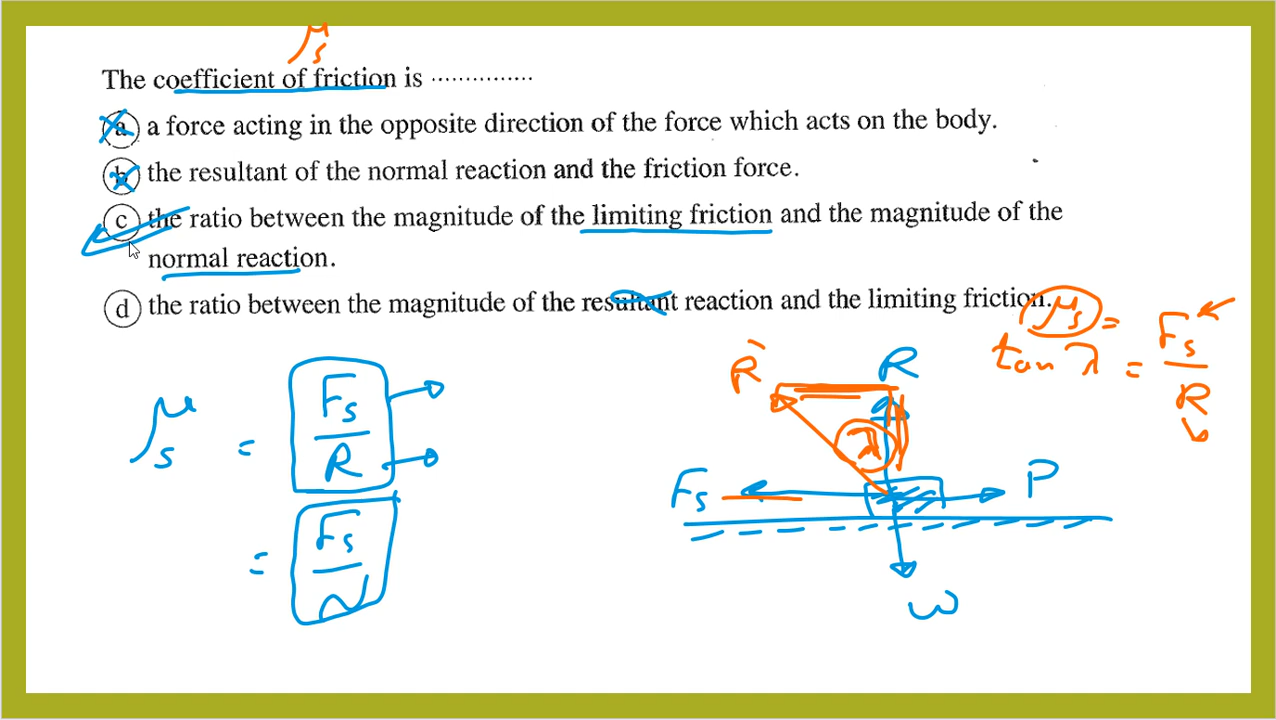 μs
The coefficient of friction is ...............
a a force acting in the opposite direction of the force which acts on the body.
b the resultant of the normal reaction and the friction force.
c the ratio between the magnitude of the limiting friction and the magnitude of the
normal reaction.
d the ratio between the magnitude of the resultant reaction and the limiting friction.
μs =
tan λ = Fs / R
μs = Fs / R
= Fs / N
R'
R
λ
Fs
P
W